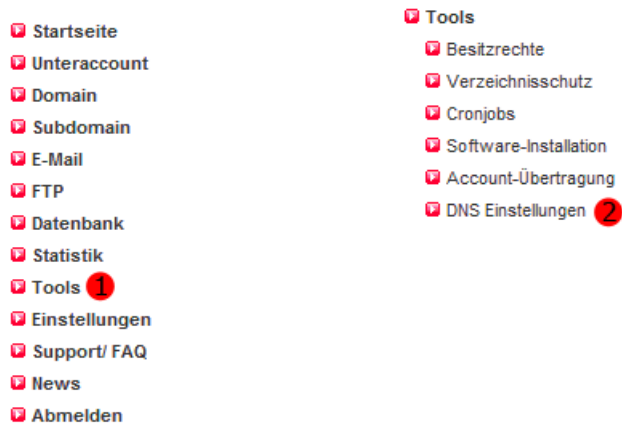 Startseite
Unteraccount
Domain
Subdomain
E-Mail
FTP
Datenbank
Statistik
Tools 1
Einstellungen
Support/ FAQ
News
Abmelden
Tools
Besitzrechte
Verzeichnisschutz
Cronjobs
Software-Installation
Account-Übertragung
DNS Einstellungen 2